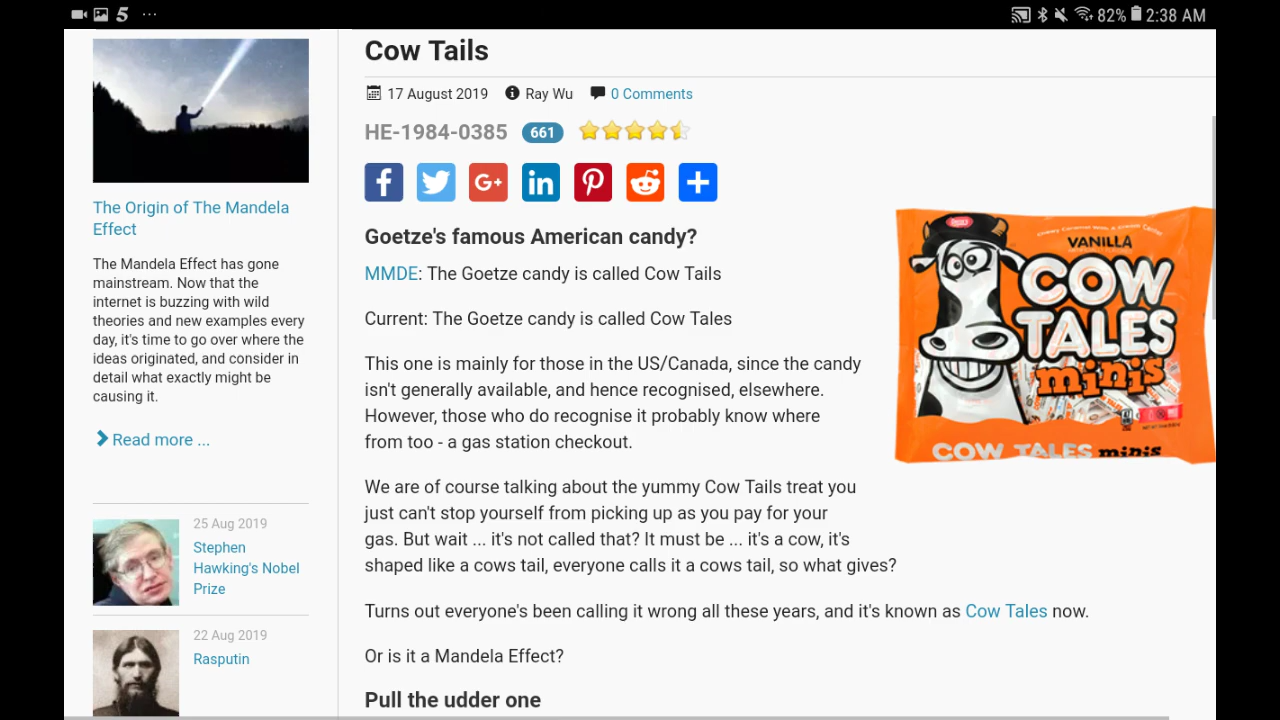 5 ...
82% 2:38 AM
The Origin of The Mandela
Effect
The Mandela Effect has gone
mainstream. Now that the
internet is buzzing with wild
theories and new examples every
day, it's time to go over where the
ideas originated, and consider in
detail what exactly might be
causing it.
Read more ...
25 Aug 2019
Stephen
Hawking's Nobel
Prize
22 Aug 2019
Rasputin
Cow Tails
17 August 2019 Ray Wu 0 Comments
HE-1984-0385 661
Goetze's famous American candy?
MMDE: The Goetze candy is called Cow Tails
Current: The Goetze candy is called Cow Tales
This one is mainly for those in the US/Canada, since the candy
isn't generally available, and hence recognised, elsewhere.
However, those who do recognise it probably know where
from too - a gas station checkout.
We are of course talking about the yummy Cow Tails treat you
just can't stop yourself from picking up as you pay for your
gas. But wait ... it's not called that? It must be ... it's a cow, it's
shaped like a cows tail, everyone calls it a cows tail, so what gives?
Turns out everyone's been calling it wrong all these years, and it's known as Cow Tales now.
Or is it a Mandela Effect?
Pull the udder one
VANILLA
COW
TALES
minis
COW TALES minis